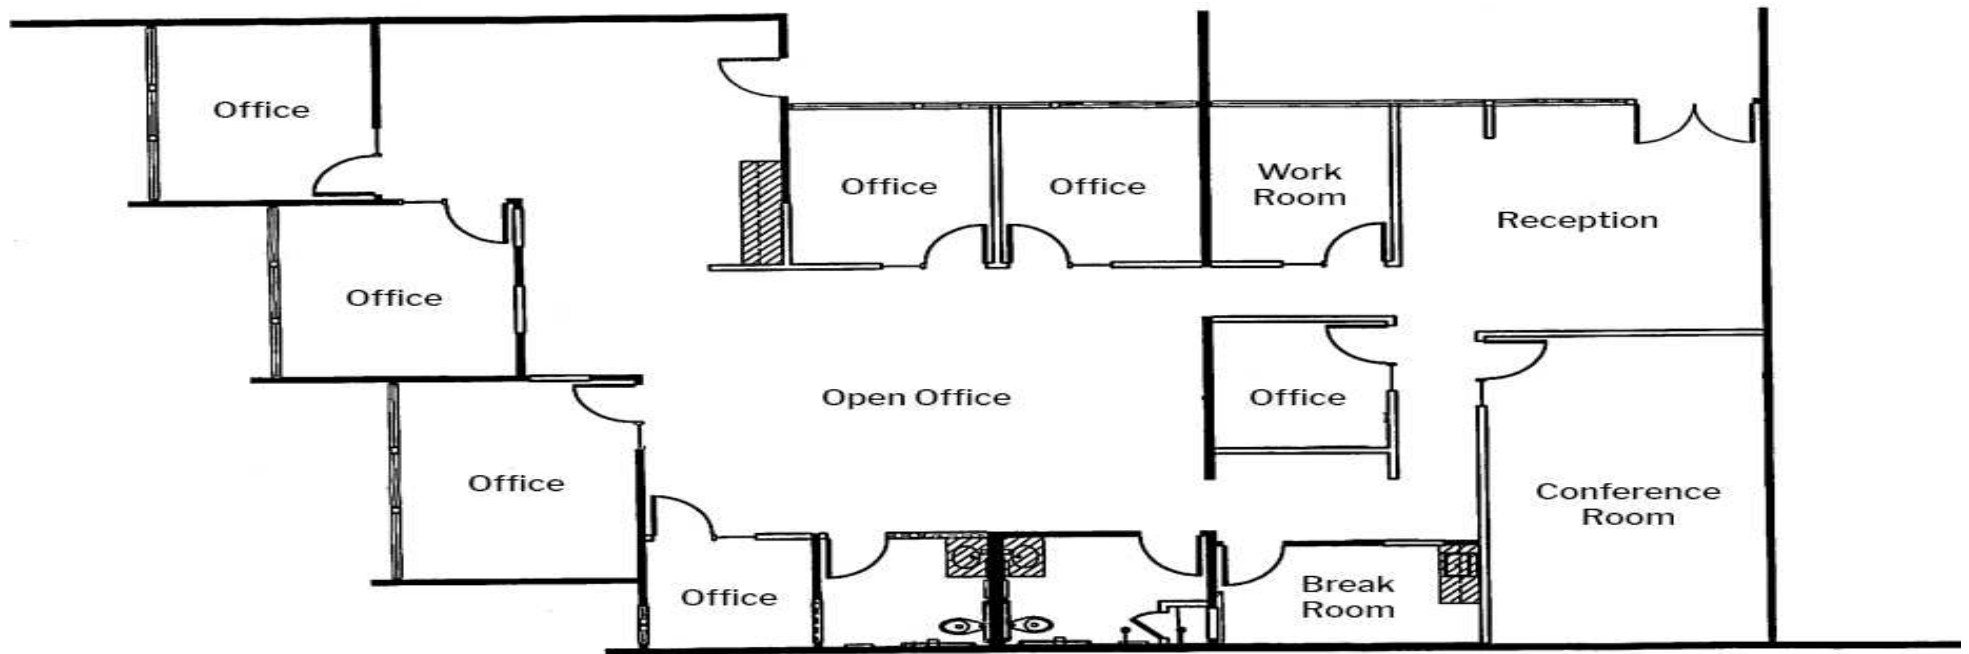 Office
Office
Office
Work
Room
Reception
Office
Open Office
Office
Office
Conference
Room
Office
Break
Room